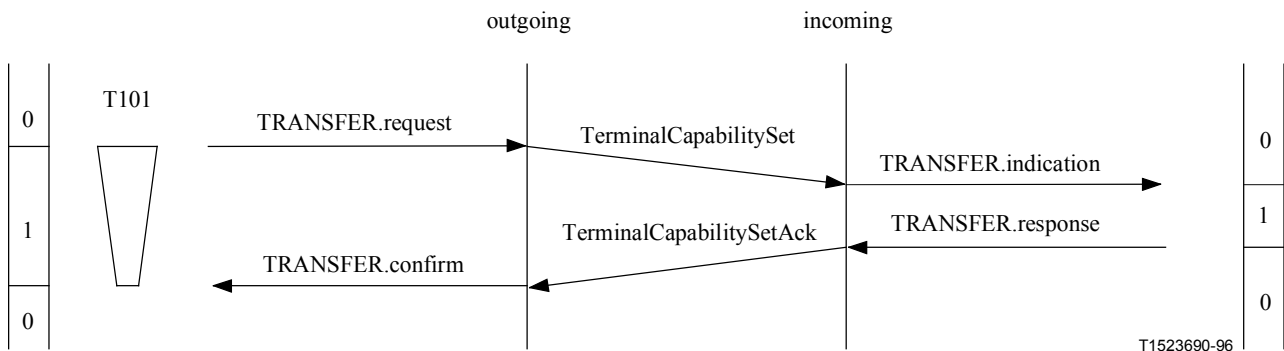 outgoing
incoming
T101
0
TRANSFER.request
TerminalCapabilitySet
0
TRANSFER.indication
1
TerminalCapabilitySetAck
TRANSFER.response
1
TRANSFER.confirm
0
0
T1523690-96